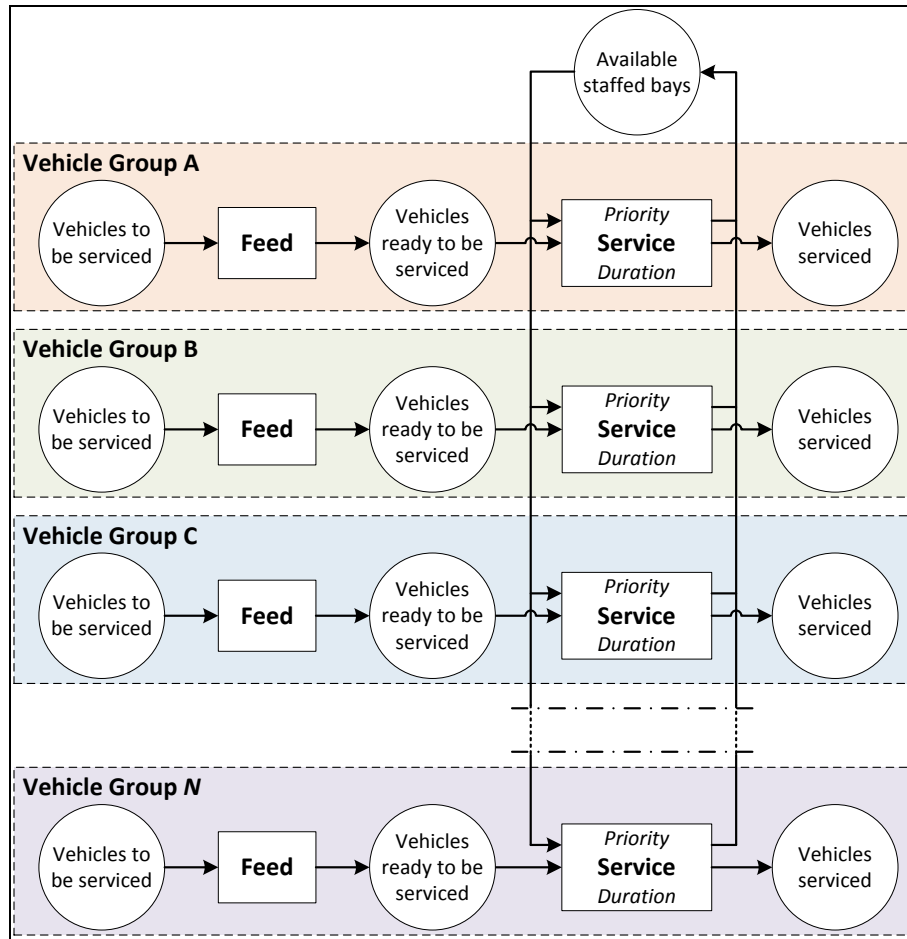 Available
staffed bays
Vehicle Group A
Vehicles to
be serviced
Feed
Vehicles
ready to be
serviced
Priority
Service
Duration
Vehicles
serviced
Vehicle Group B
Vehicles to
be serviced
Feed
Vehicles
ready to be
serviced
Priority
Service
Duration
Vehicles
serviced
Vehicle Group C
Vehicles to
be serviced
Feed
Vehicles
ready to be
serviced
Priority
Service
Duration
Vehicles
serviced
Vehicle Group N
Vehicles to
be serviced
Feed
Vehicles
ready to be
serviced
Priority
Service
Duration
Vehicles
serviced